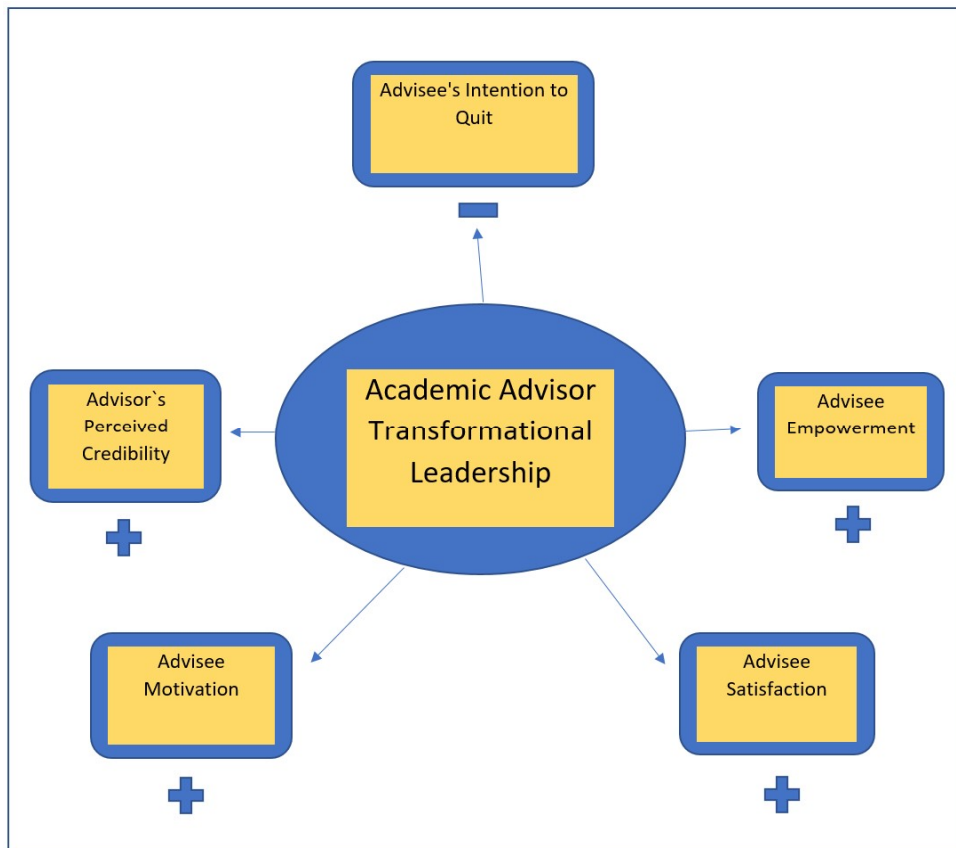 Advisee's Intention to
Quit
Advisor`s
Perceived
Credibility
Academic Advisor
Transformational
Leadership
Advisee
Empowerment
Advisee
Motivation
Advisee
Satisfaction